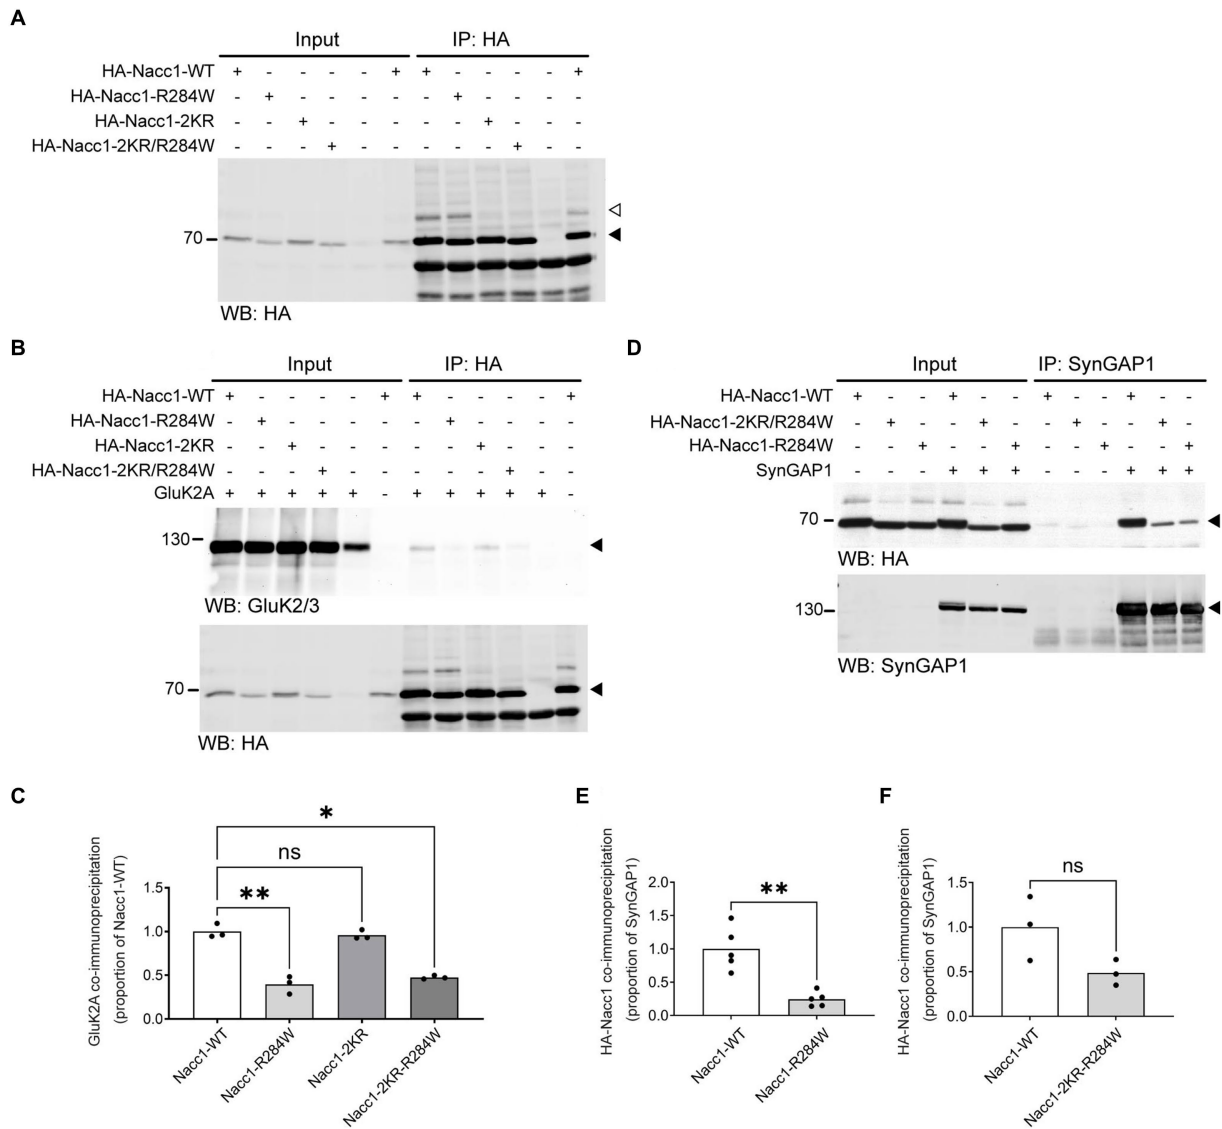 A
Input IP: HA
HA-Nacc1-WT + - - - - + + - - - - +
HA-Nacc1-R284W - + - - - - - + - - - -
HA-Nacc1-2KR - - + - - - - - + - - -
HA-Nacc1-2KR/R284W - - - + - - - - - + - -
70
WB: HA
B
Input IP: HA
HA-Nacc1-WT + - - - - + + - - - - +
HA-Nacc1-R284W - + - - - - - + - - - -
HA-Nacc1-2KR - - + - - - - - + - - -
HA-Nacc1-2KR/R284W - - - + - - - - - + - -
GluK2A + + + + + - + + + + + -
130
WB: GluK2/3
70
WB: HA
D
Input IP: SynGAP1
HA-Nacc1-WT + - - + - - + - - + - -
HA-Nacc1-2KR/R284W - + - - + - - + - - + -
HA-Nacc1-R284W - - + - - + - - + - - +
SynGAP1 - - - + + + - - - + + +
70
WB: HA
130
WB: SynGAP1
C
GluK2A co-immunoprecipitation
(proportion of Nacc1-WT)
1.5
1.0
0.5
0.0
*
ns
**
Nacc1-WT
Nacc1-R284W
Nacc1-2KR
Nacc1-2KR-R284W
E
HA-Nacc1 co-immunoprecipitation
(proportion of SynGAP1)
2.0
1.5
1.0
0.5
0.0
**
Nacc1-WT
Nacc1-R284W
F
HA-Nacc1 co-immunoprecipitation
(proportion of SynGAP1)
1.5
1.0
0.5
0.0
ns
Nacc1-WT
Nacc1-2KR-R284W